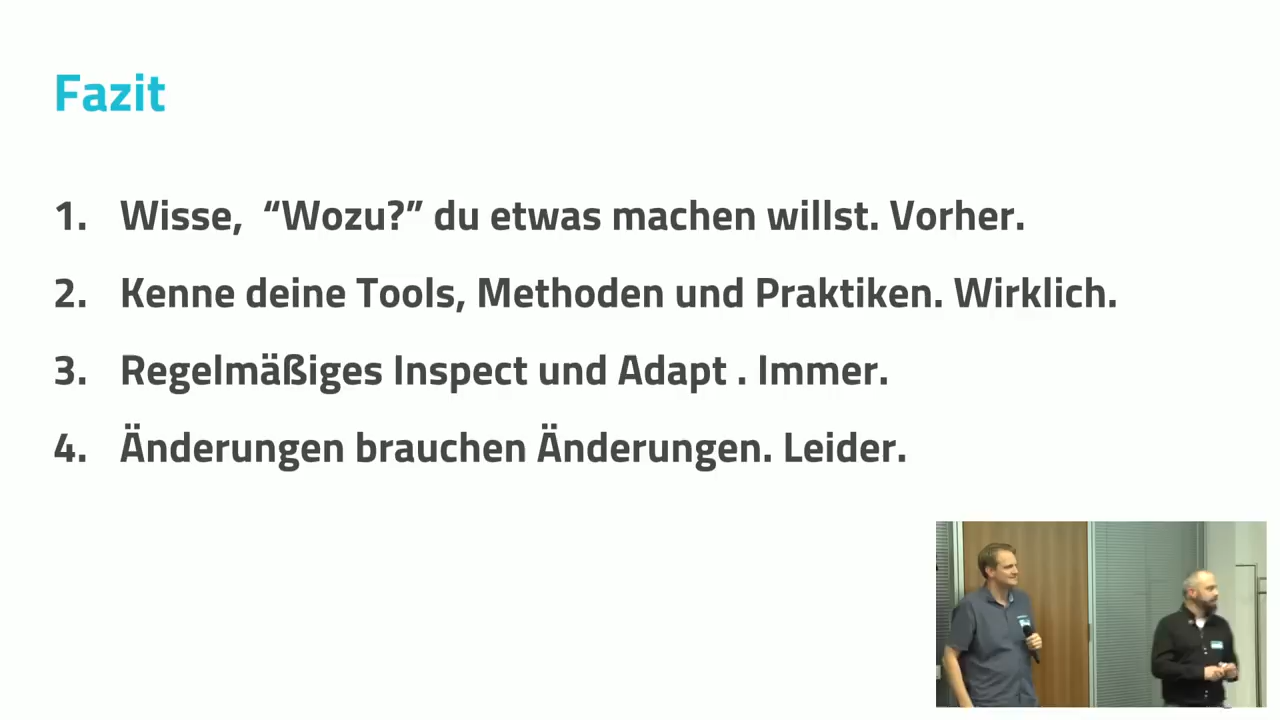 Fazit
1. Wisse, “Wozu?” du etwas machen willst. Vorher.
2. Kenne deine Tools, Methoden und Praktiken. Wirklich.
3. Regelmäßiges Inspect und Adapt . Immer.
4. Änderungen brauchen Änderungen. Leider.